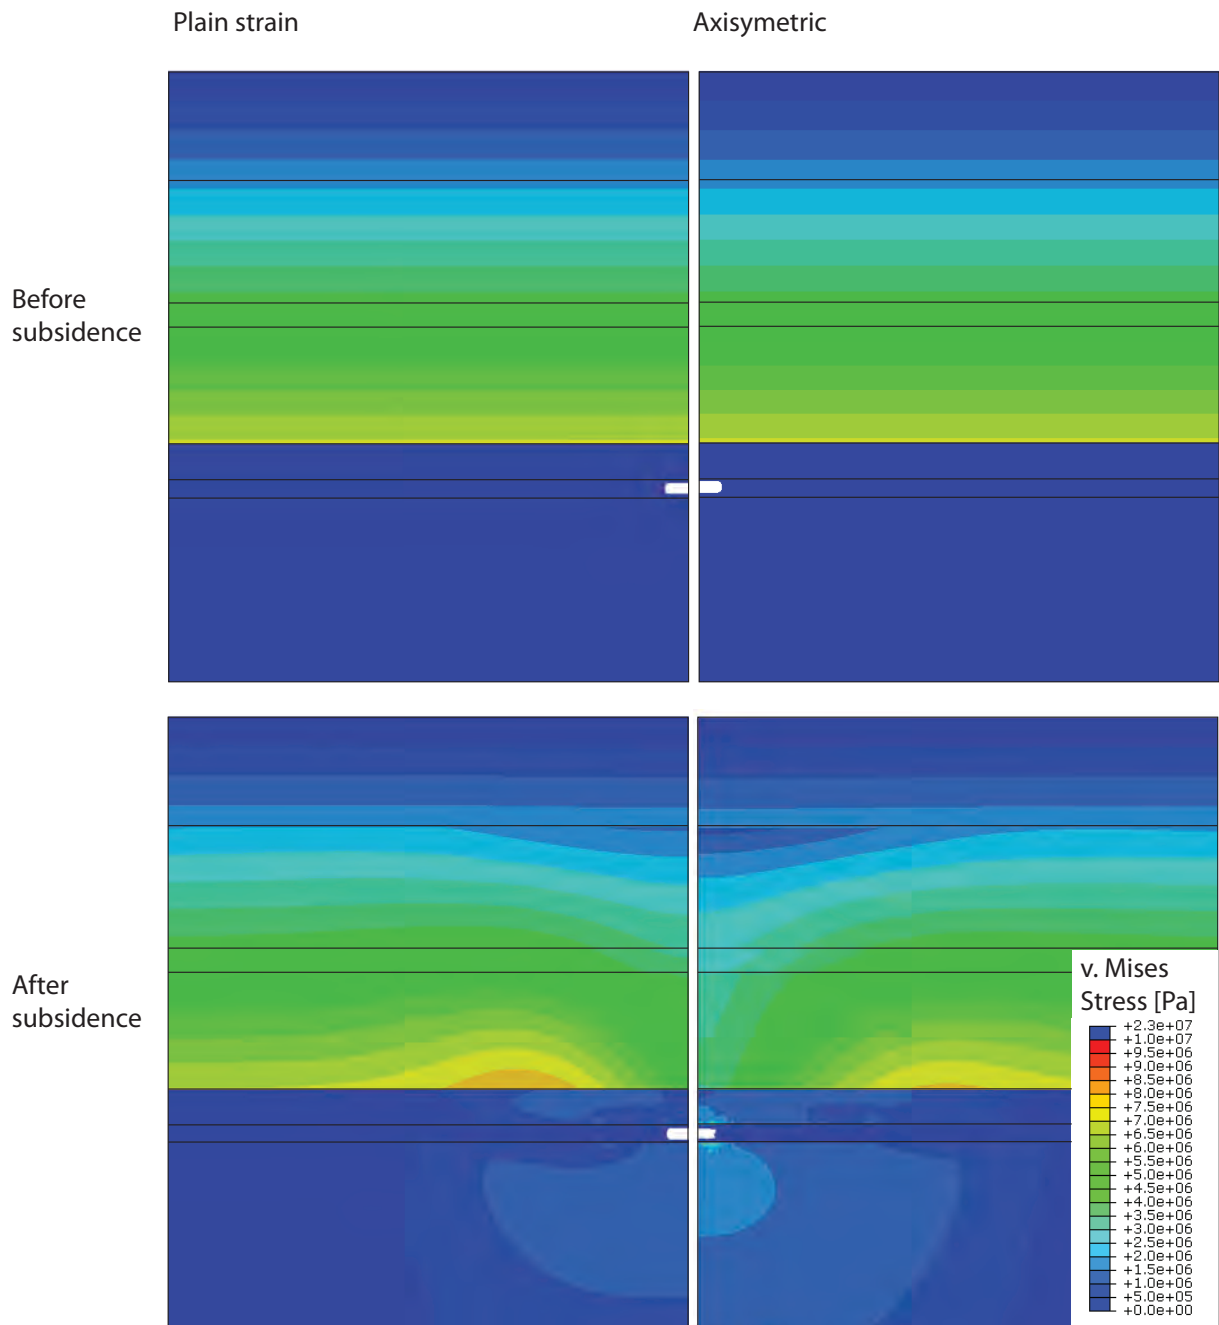 Plain strain
Axisymetric
Before
subsidence
After
subsidence
v. Mises
Stress [Pa]
+2.3e+07
+1.0e+07
+9.5e+06
+9.0e+06
+8.5e+06
+8.0e+06
+7.5e+06
+7.0e+06
+6.5e+06
+6.0e+06
+5.5e+06
+5.0e+06
+4.5e+06
+4.0e+06
+3.5e+06
+3.0e+06
+2.5e+06
+2.0e+06
+1.5e+06
+1.0e+06
+5.0e+05
+0.0e+00